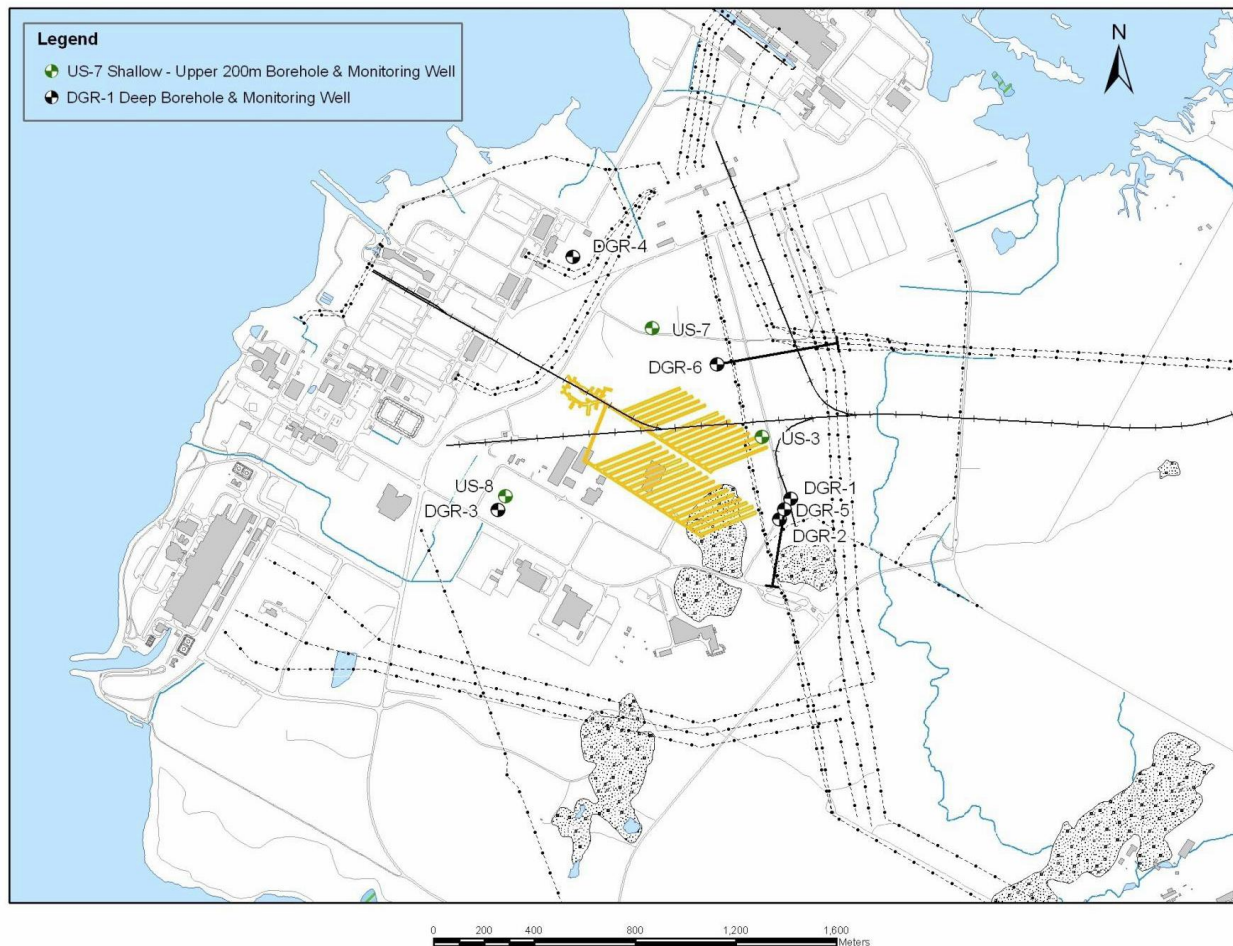 Legend
US-7 Shallow - Upper 200m Borehole & Monitoring Well
DGR-1 Deep Borehole & Monitoring Well
N
DGR-4
US-7
DGR-6
US-3
US-8
DGR-3
DGR-1
DGR-5
DGR-2
0 200 400 800 1,200 1,600
Meters